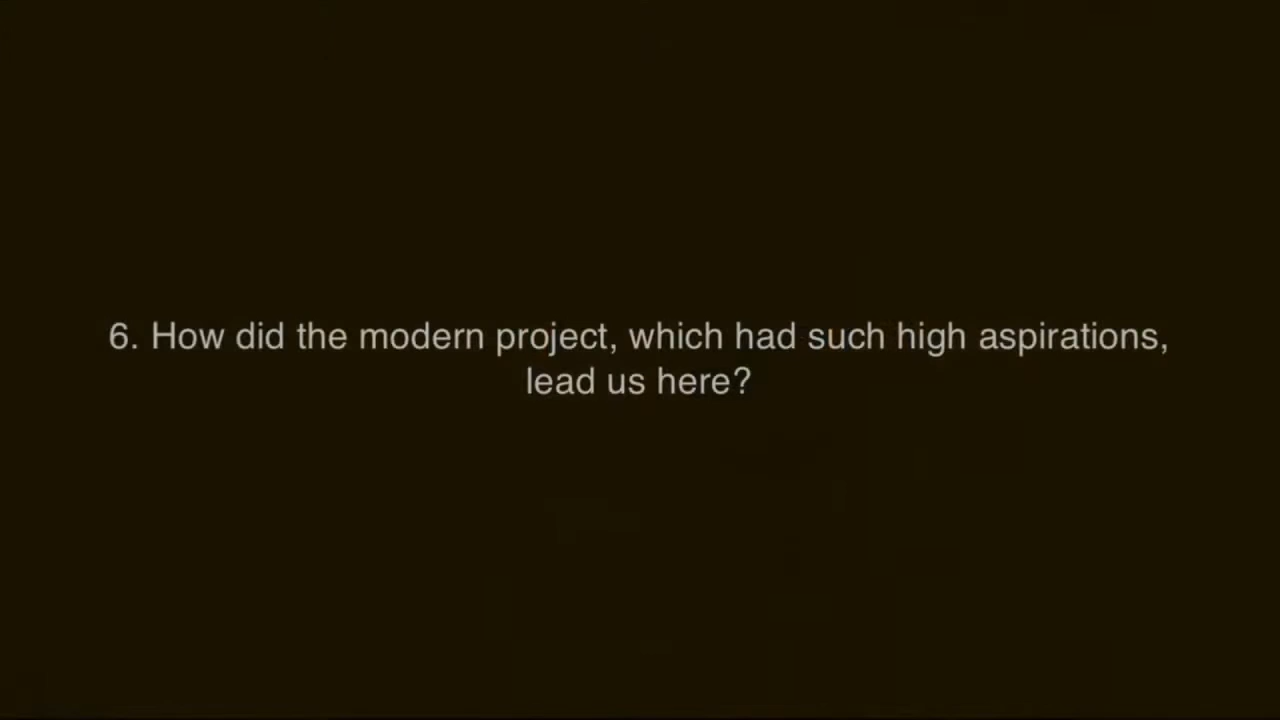 6. How did the modern project, which had such high aspirations,
lead us here?